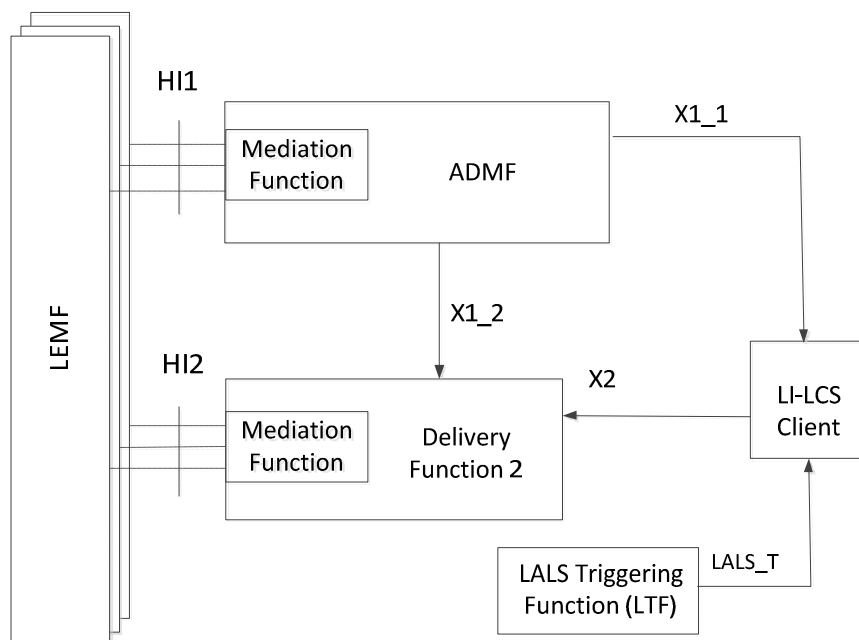 HI1
X1_1
Mediation
Function
ADMF
LEMF
X1_2
HI2
X2
LI-LCS
Client
Mediation
Function
Delivery
Function 2
LALS Triggering
Function (LTF)
LALS_T